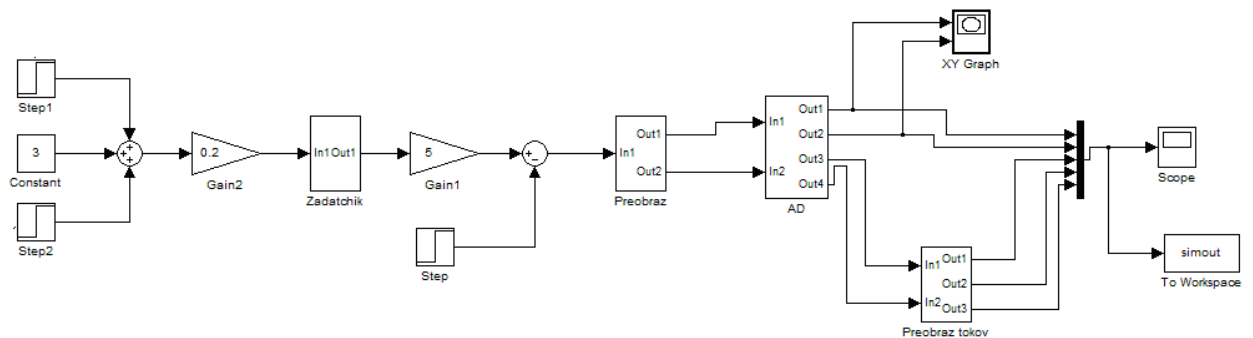 Step1
3
Constant
Step2
+
+
+
0.2
Gain2
In1 Out1
Zadatchik
5
Gain1
+
−
Step
In1
Out1
Out2
Preobraz
In1
In2
Out1
Out2
Out3
Out4
AD
XY Graph
In1
In2
Out1
Out2
Out3
Preobraz tokov
Scope
simout
To Workspace